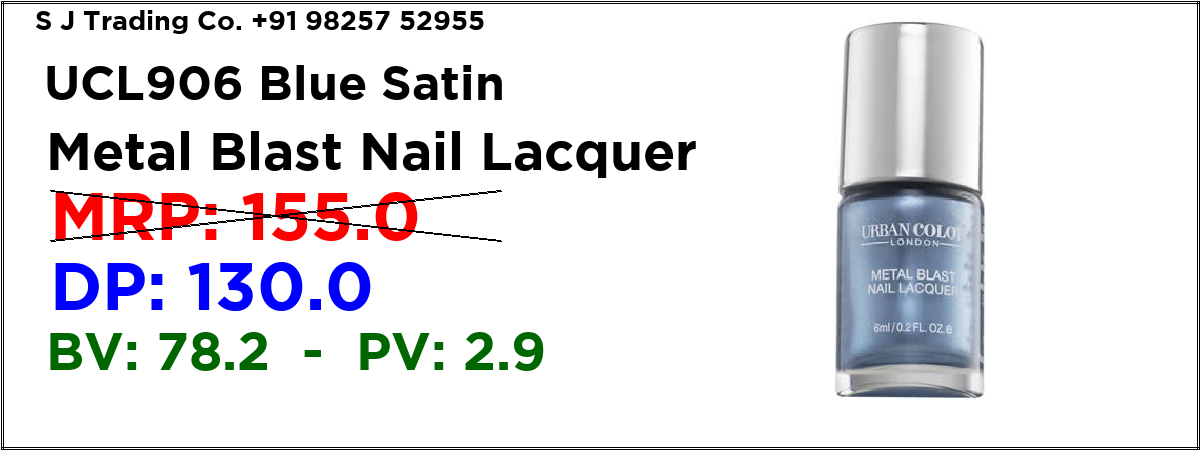 S J Trading Co. +91 98257 52955
UCL906 Blue Satin
Metal Blast Nail Lacquer
MRP: 155.0
DP: 130.0
BV: 78.2 - PV: 2.9
URBAN COLO
LONDON
METAL BLAST
NAIL LACQUER
6ml/0.2 FL. OZ.e